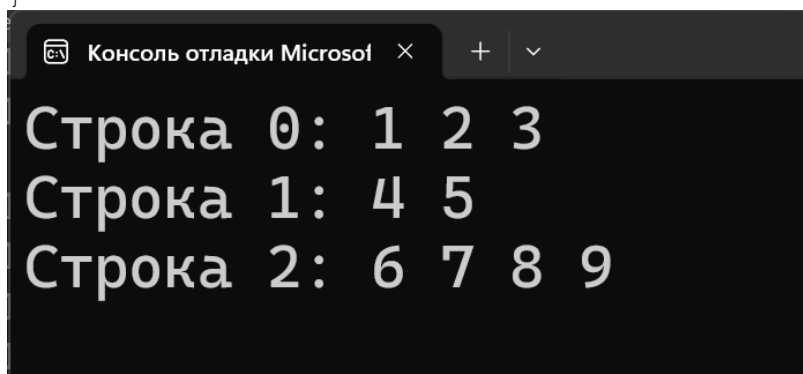 Консоль отладки Microsof
Строка 0: 1 2 3
Строка 1: 4 5
Строка 2: 6 7 8 9